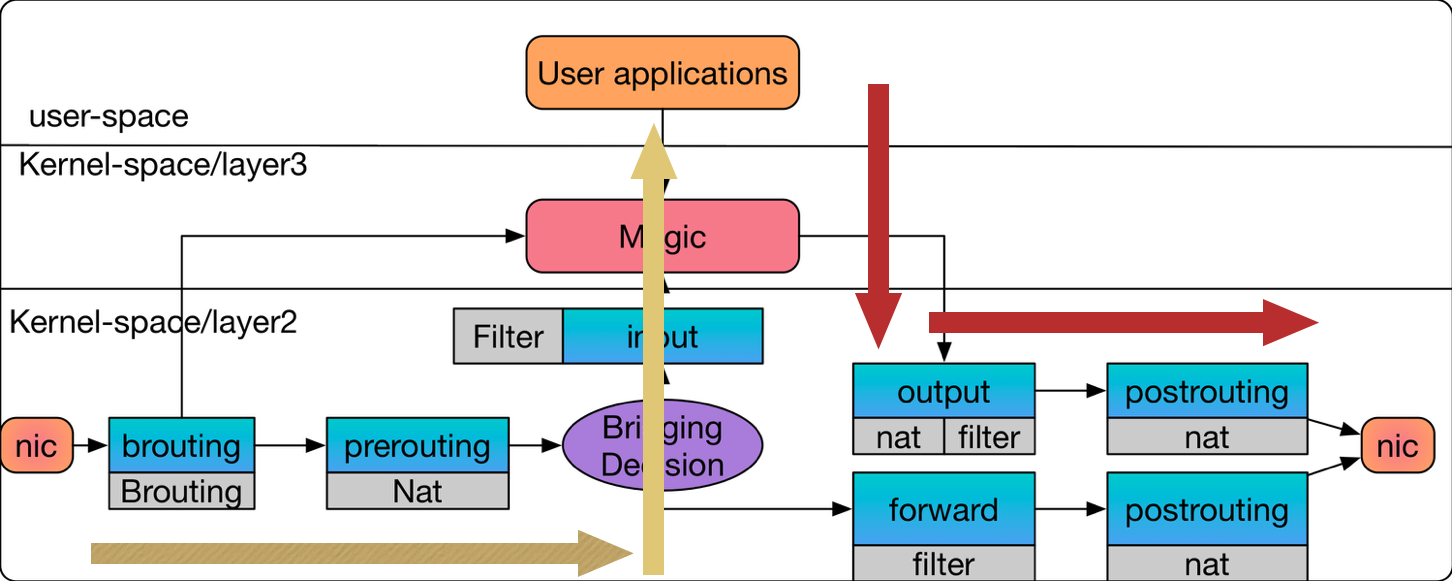 User applications
user-space
Kernel-space/layer3
Magic
Kernel-space/layer2
Filter
input
nic
brouting
Brouting
prerouting
Nat
Bridging
Decision
output
nat
filter
postrouting
nat
nic
forward
filter
postrouting
nat